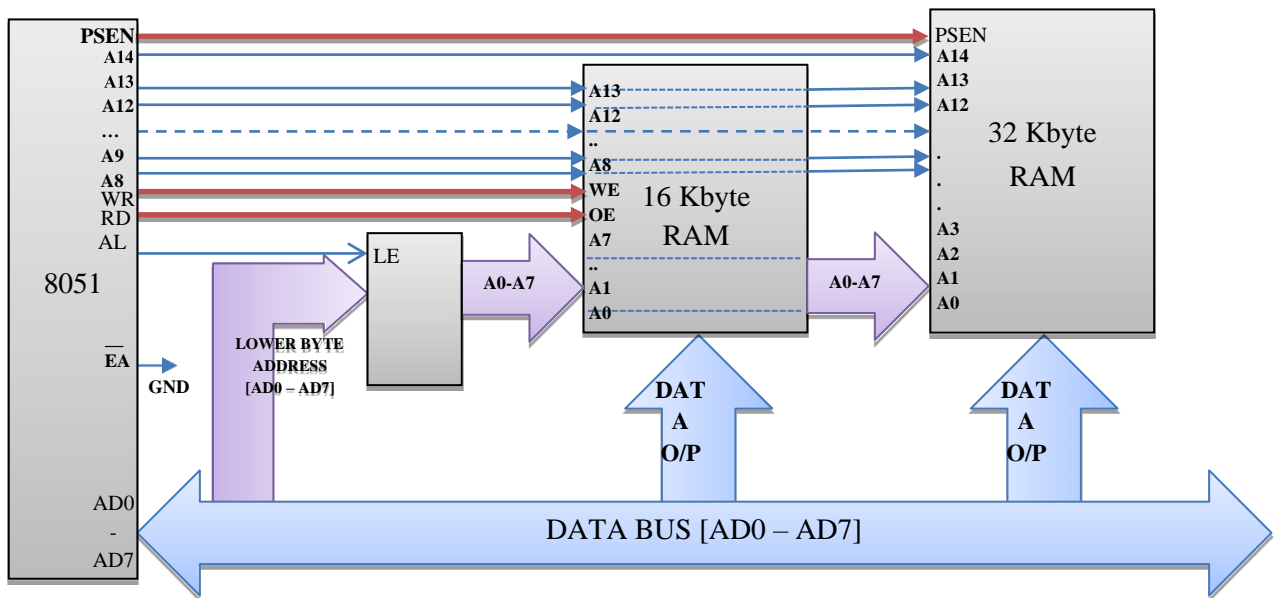 PSEN
A14
A13
A12
...
A9
A8
WR
RD
AL
8051
EA
GND
AD0
-
AD7
LOWER BYTE
ADDRESS
[AD0 – AD7]
LE
A0-A7
A13
A12
..
A8
WE
OE
A7
..
A1
A0
16 Kbyte
RAM
A0-A7
PSEN
A14
A13
A12
.
.
.
A3
A2
A1
A0
32 Kbyte
RAM
DAT
A
O/P
DAT
A
O/P
DATA BUS [AD0 – AD7]